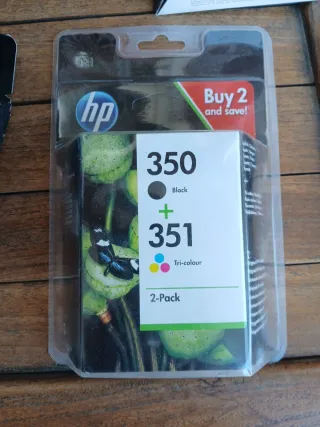 hp
Buy 2
and save!
350
Black
+
351
Tri-colour
2-Pack